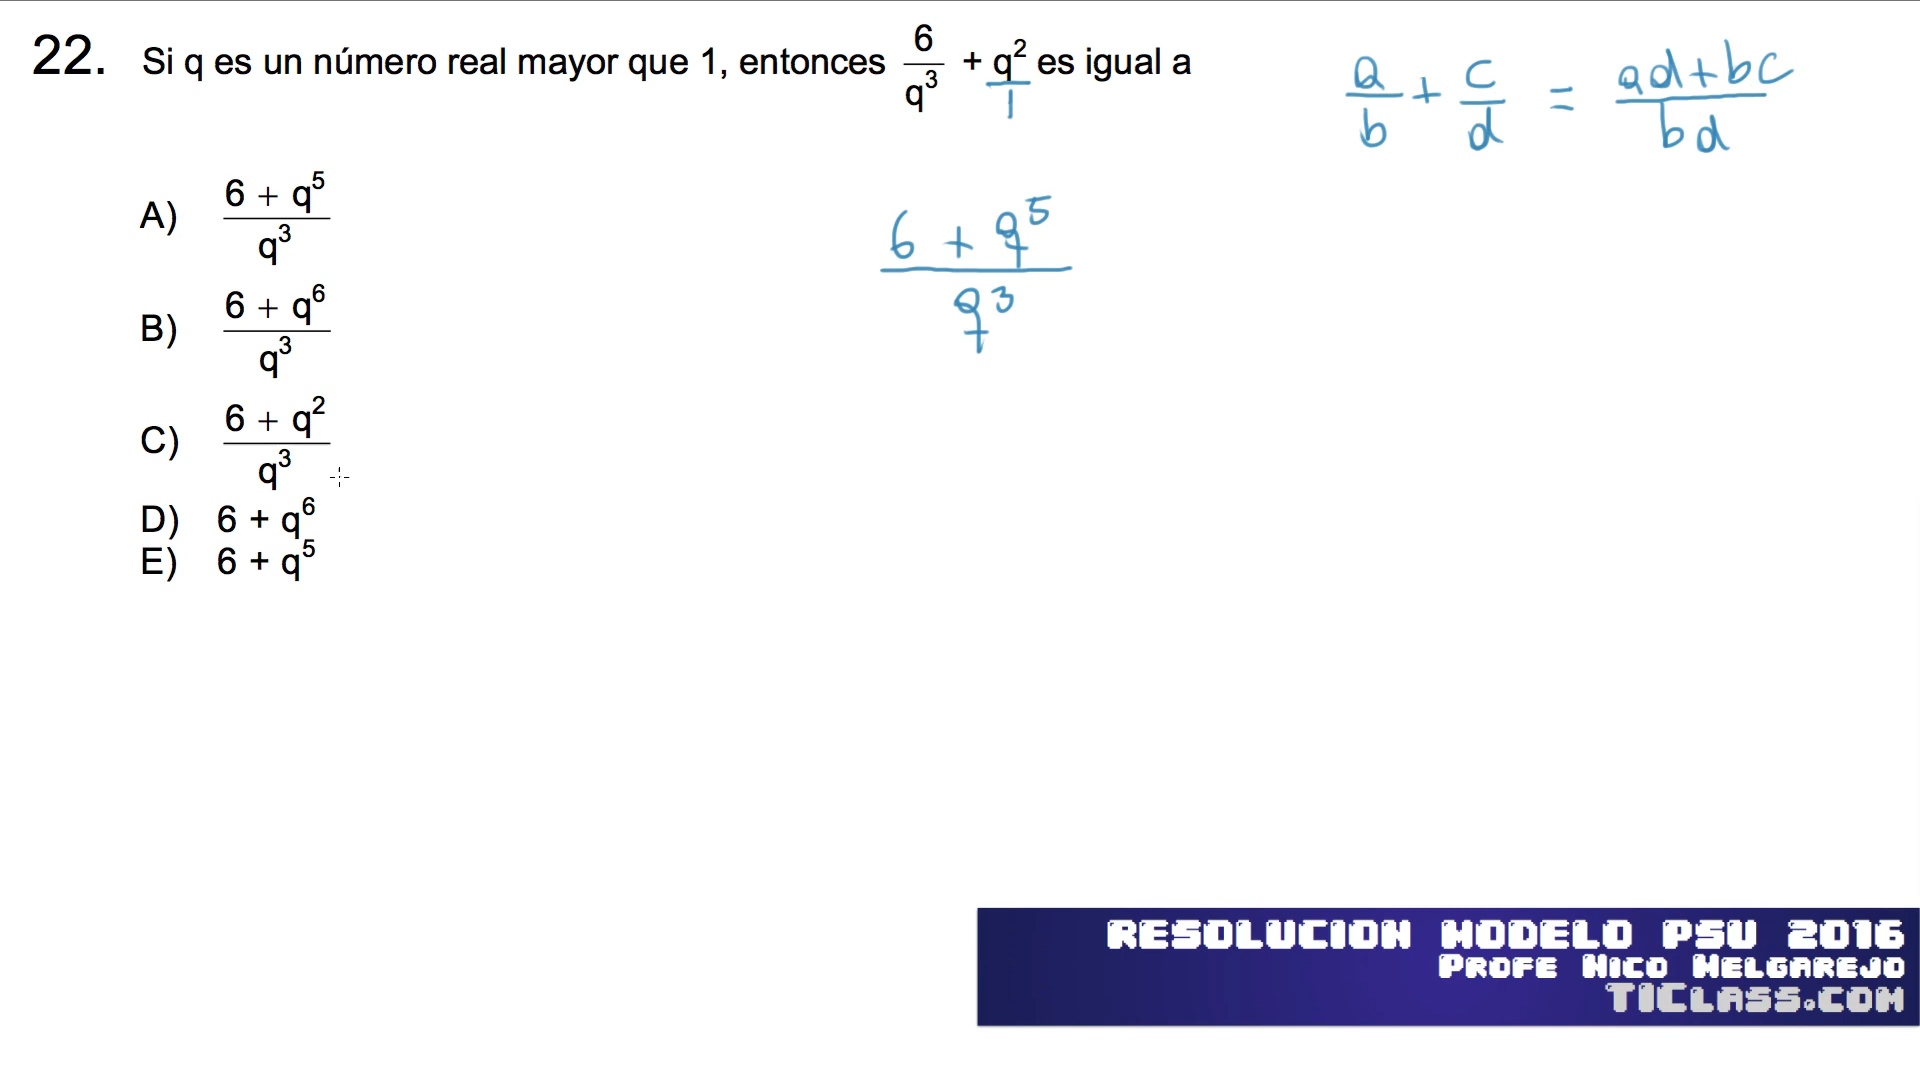 22. Si q es un número real mayor que 1, entonces 6/q³ + q²/1 es igual a
a/b + c/d = ad+bc/bd
A) 6 + q⁵/q³
6 + q⁵/q³
B) 6 + q⁶/q³
C) 6 + q²/q³
D) 6 + q⁶
E) 6 + q⁵
RESOLUCION MODELO PSU 2016
PROFE NICO MELGAREJO
TICLASS.COM